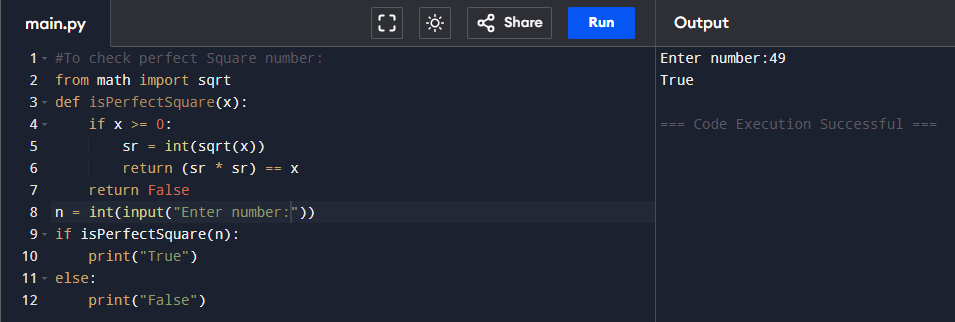 main.py
Share
Run
Output
1 #To check perfect Square number:
2 from math import sqrt
3 def isPerfectSquare(x):
4     if x >= 0:
5         sr = int(sqrt(x))
6         return (sr * sr) == x
7     return False
8 n = int(input("Enter number:"))
9 if isPerfectSquare(n):
10     print("True")
11 else:
12     print("False")
Enter number:49
True
=== Code Execution Successful ===